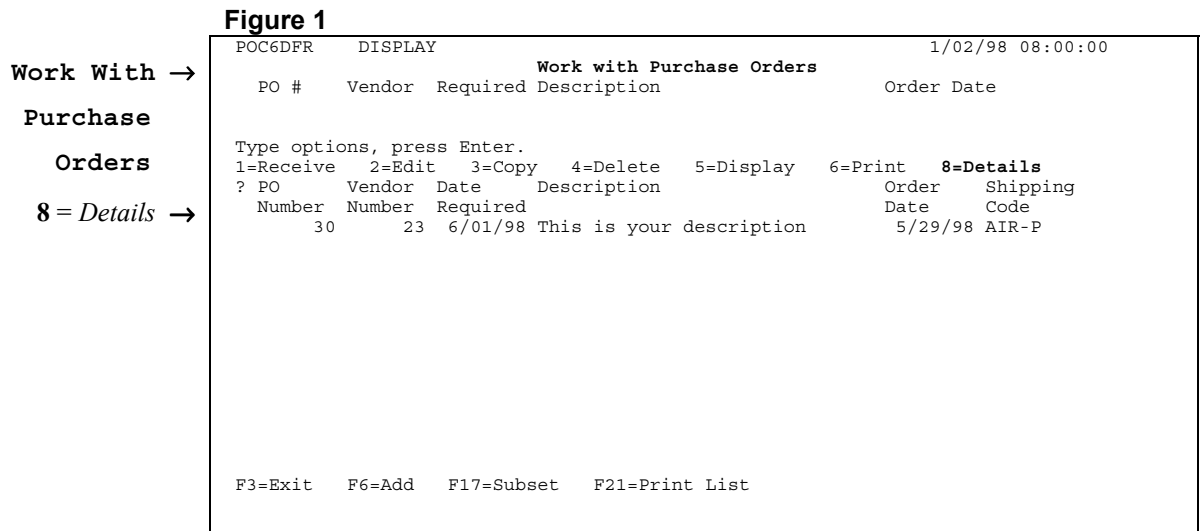 Figure 1
POC6DFR DISPLAY 1/02/98 08:00:00
Work With → Work with Purchase Orders
PO # Vendor Required Description Order Date
Purchase
Type options, press Enter.
Orders 1=Receive 2=Edit 3=Copy 4=Delete 5=Display 6=Print 8=Details
? PO Vendor Date Description Order Shipping
8 = Details → Number Number Required Date Code
30 23 6/01/98 This is your description 5/29/98 AIR-P
F3=Exit F6=Add F17=Subset F21=Print List